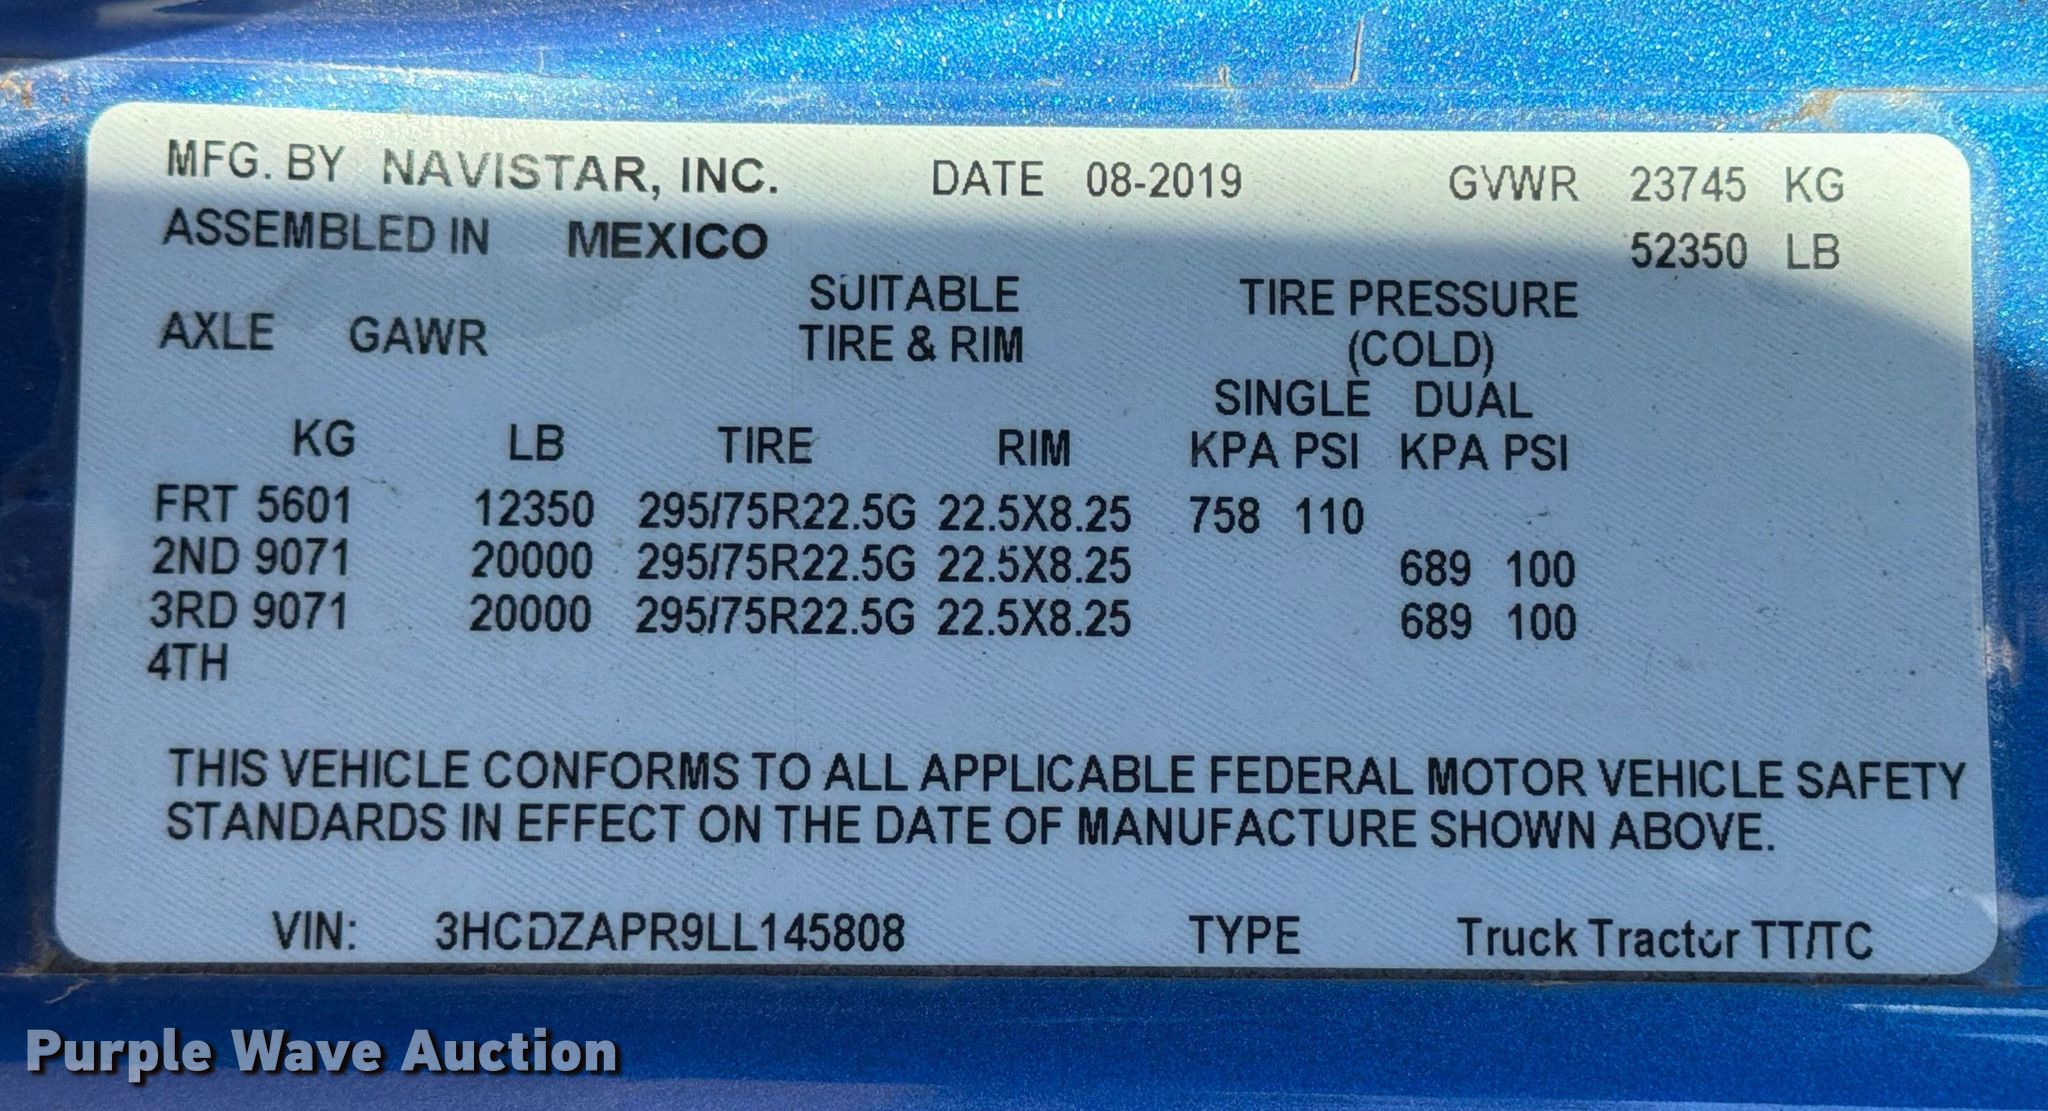 MFG. BY NAVISTAR, INC. DATE 08-2019 GVWR 23745 KG
ASSEMBLED IN MEXICO 52350 LB
SUITABLE TIRE PRESSURE
AXLE GAWR TIRE & RIM (COLD)
SINGLE DUAL
KG LB TIRE RIM KPA PSI KPA PSI
FRT 5601 12350 295/75R22.5G 22.5X8.25 758 110
2ND 9071 20000 295/75R22.5G 22.5X8.25 689 100
3RD 9071 20000 295/75R22.5G 22.5X8.25 689 100
4TH
THIS VEHICLE CONFORMS TO ALL APPLICABLE FEDERAL MOTOR VEHICLE SAFETY
STANDARDS IN EFFECT ON THE DATE OF MANUFACTURE SHOWN ABOVE.
VIN: 3HCDZAPR9LL145808 TYPE Truck Tractor TT/TC
Purple Wave Auction